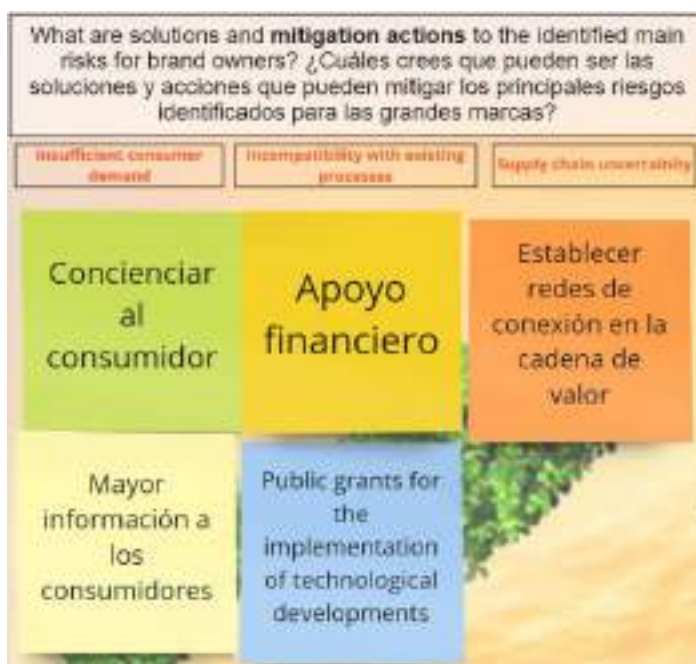 What are solutions and mitigation actions to the identified main
risks for brand owners? ¿Cuáles crees que pueden ser las
soluciones y acciones que pueden mitigar los principales riesgos
identificados para las grandes marcas?
Insufficient consumer
demand
Incompatibility with existing
processes
Supply chain uncertainity
Concienciar
al
consumidor
Apoyo
financiero
Establecer
redes de
conexión en la
cadena de
valor
Mayor
información a
los
consumidores
Public grants for
the
implementation
of technological
developments